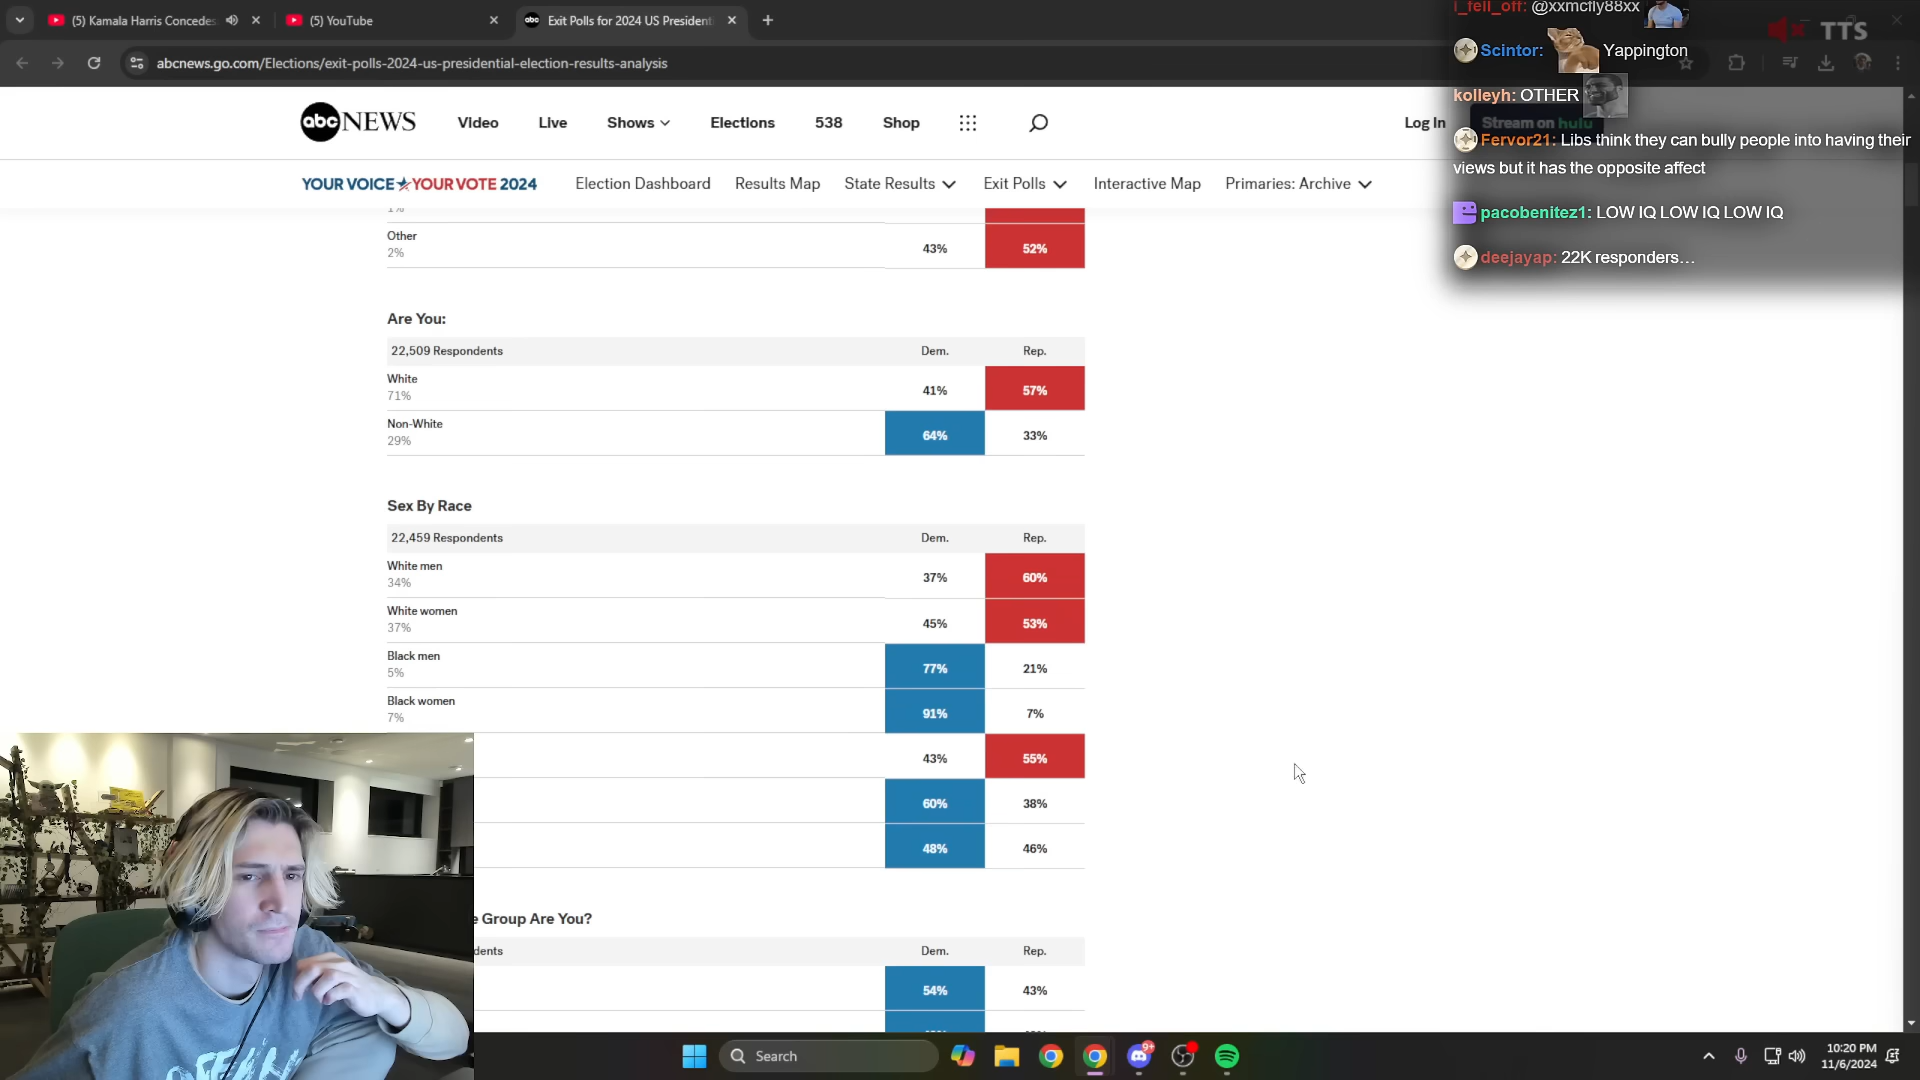 (5) Kamala Harris Concedes
(5) YouTube
Exit Polls for 2024 US President
abcnews.go.com/Elections/exit-polls-2024-us-presidential-election-results-analysis
i_fell_off: @xxmcfly88xx
TTS
Scintor: Yappington
kolleyh: OTHER
Stream on hulu
Fervor21: Libs think they can bully people into having their
views but it has the opposite affect
pacobenitez1: LOW IQ LOW IQ LOW IQ
deejayap: 22K responders...
abc NEWS Video Live Shows Elections 538 Shop Log In
YOUR VOICE YOUR VOTE 2024 Election Dashboard Results Map State Results Exit Polls Interactive Map Primaries: Archive
1%
Other
2% 43% 52%
Are You:
22,509 Respondents Dem. Rep.
White
71% 41% 57%
Non-White
29% 64% 33%
Sex By Race
22,459 Respondents Dem. Rep.
White men
34% 37% 60%
White women
37% 45% 53%
Black men
5% 77% 21%
Black women
7% 91% 7%
43% 55%
60% 38%
48% 46%
Group Are You?
dents Dem. Rep.
54% 43%
Search
9+
10:20 PM
11/6/2024